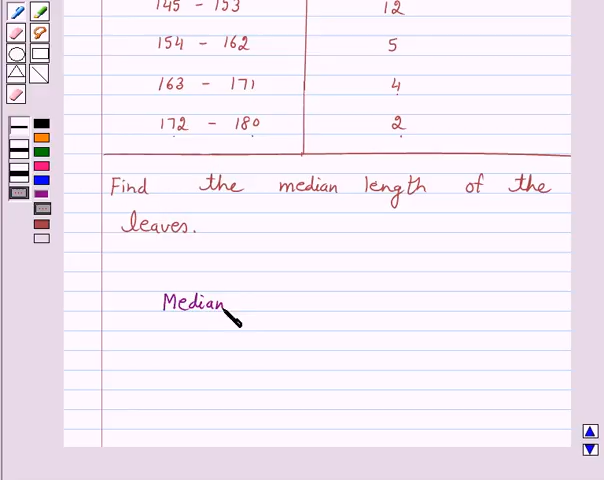 145 - 153 12
154 - 162 5
163 - 171 4
172 - 180 2
Find the median length of the
leaves.
Median